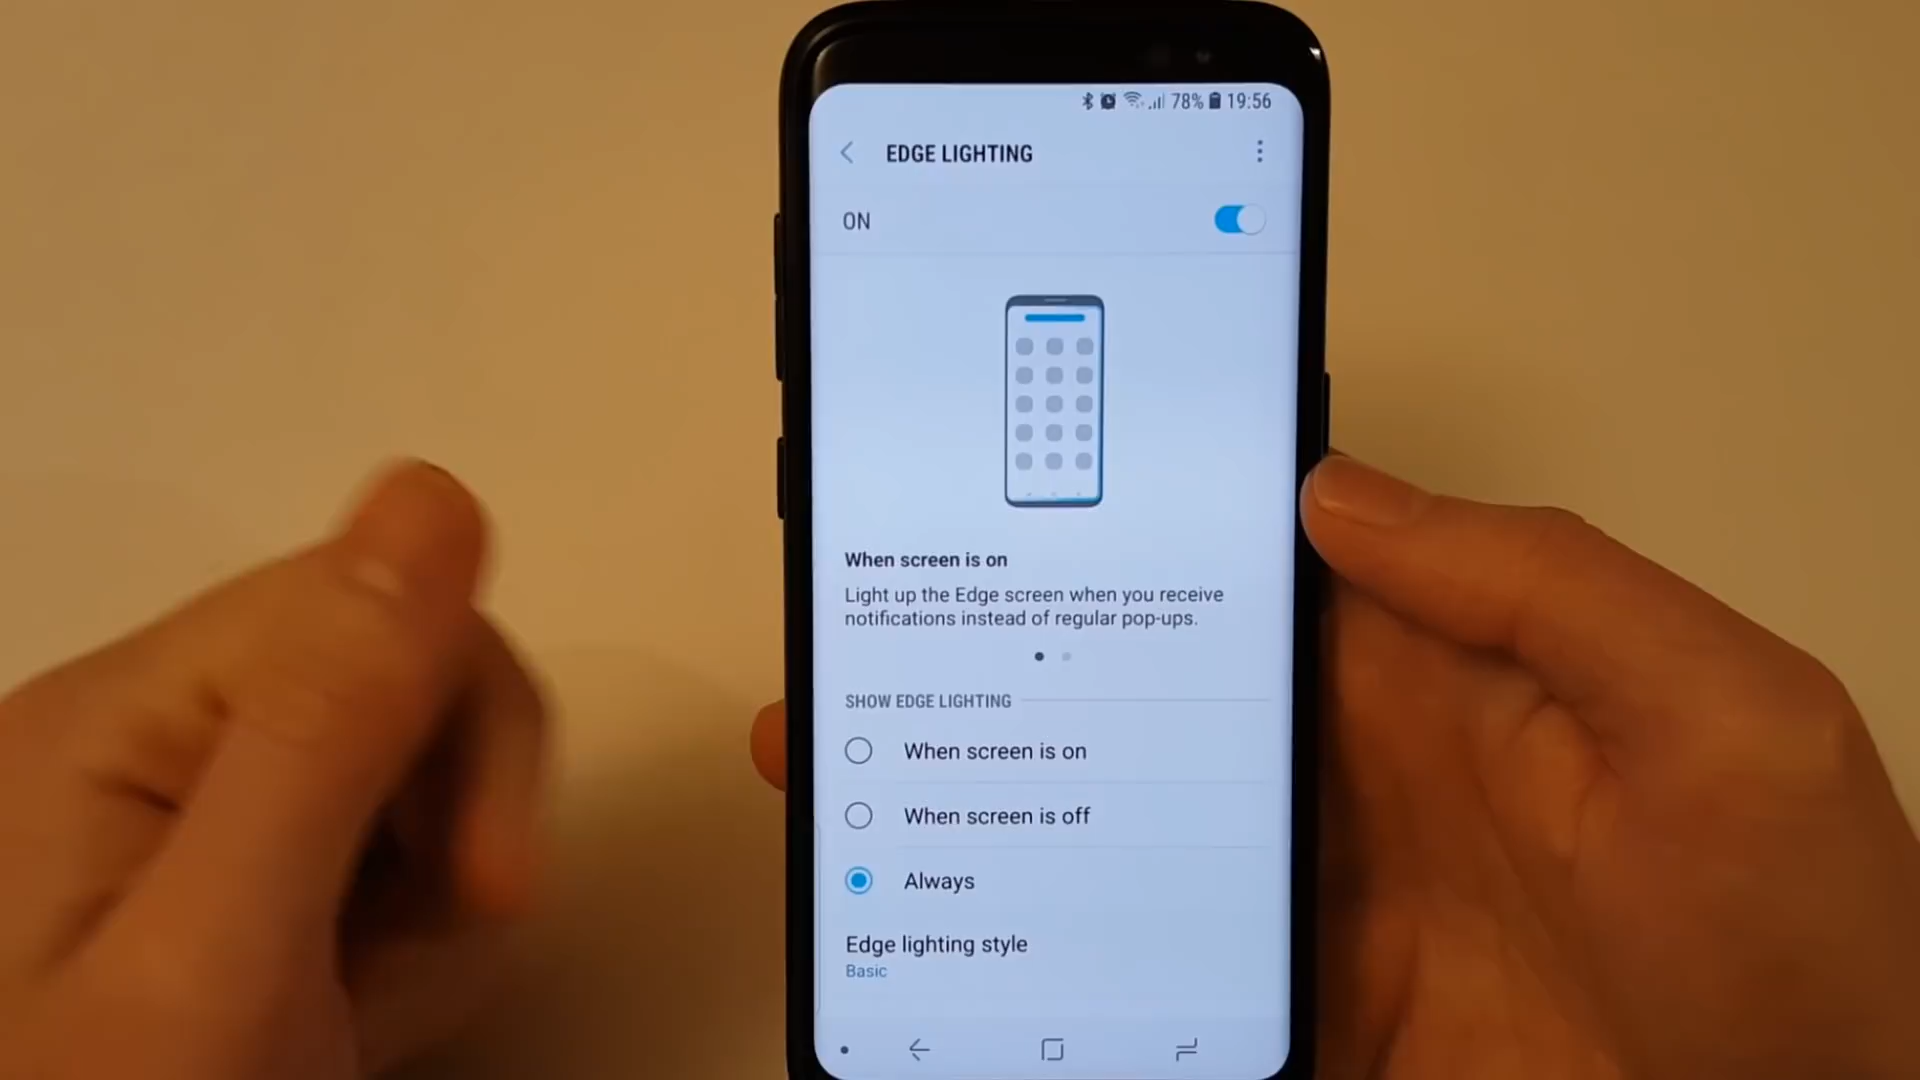 78% 19:56
EDGE LIGHTING
ON
When screen is on
Light up the Edge screen when you receive
notifications instead of regular pop-ups.
SHOW EDGE LIGHTING
When screen is on
When screen is off
Always
Edge lighting style
Basic